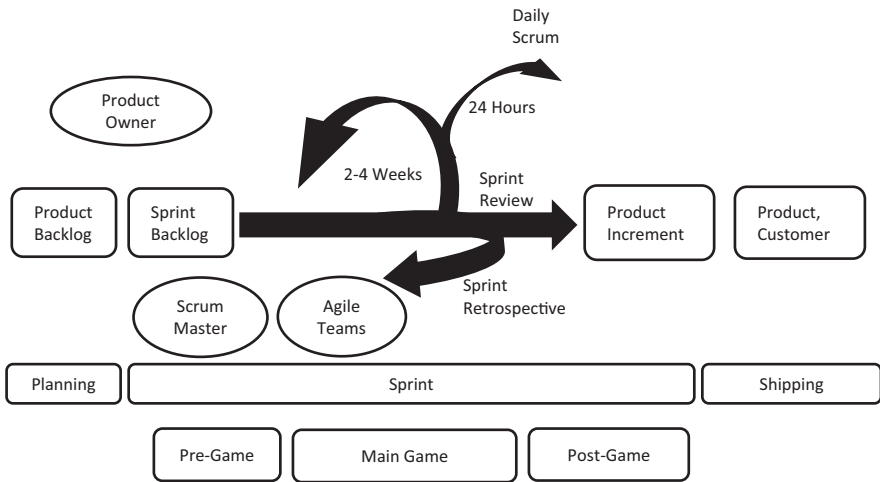 Daily
Scrum
Product
Owner
24 Hours
2-4 Weeks
Product
Backlog
Sprint
Backlog
Sprint
Review
Product
Increment
Product,
Customer
Scrum
Master
Agile
Teams
Sprint
Retrospective
Planning
Sprint
Shipping
Pre-Game
Main Game
Post-Game